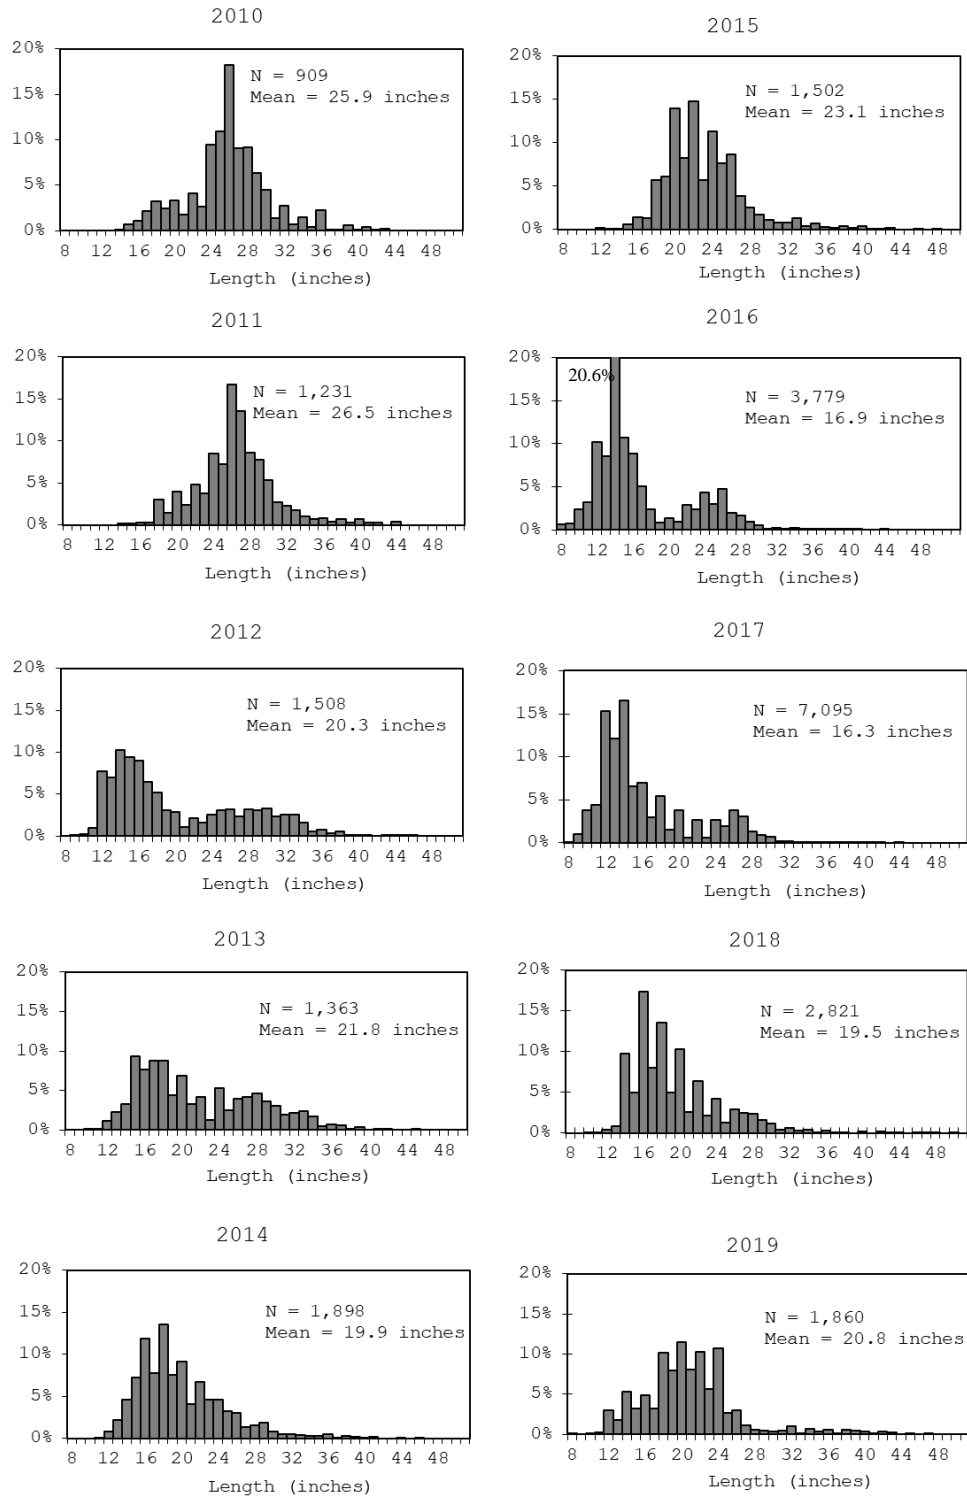 2010
20%
15%
10%
5%
0%
N = 909
Mean = 25.9 inches
8 12 16 20 24 28 32 36 40 44 48
Length (inches)
2011
20%
15%
10%
5%
0%
N = 1,231
Mean = 26.5 inches
8 12 16 20 24 28 32 36 40 44 48
Length (inches)
2012
20%
15%
10%
5%
0%
N = 1,508
Mean = 20.3 inches
8 12 16 20 24 28 32 36 40 44 48
Length (inches)
2013
20%
15%
10%
5%
0%
N = 1,363
Mean = 21.8 inches
8 12 16 20 24 28 32 36 40 44 48
Length (inches)
2014
20%
15%
10%
5%
0%
N = 1,898
Mean = 19.9 inches
8 12 16 20 24 28 32 36 40 44 48
Length (inches)
2015
20%
15%
10%
5%
0%
N = 1,502
Mean = 23.1 inches
8 12 16 20 24 28 32 36 40 44 48
Length (inches)
2016
20%
15%
10%
5%
0%
20.6%
N = 3,779
Mean = 16.9 inches
8 12 16 20 24 28 32 36 40 44 48
Length (inches)
2017
20%
15%
10%
5%
0%
N = 7,095
Mean = 16.3 inches
8 12 16 20 24 28 32 36 40 44 48
Length (inches)
2018
20%
15%
10%
5%
0%
N = 2,821
Mean = 19.5 inches
8 12 16 20 24 28 32 36 40 44 48
Length (inches)
2019
20%
15%
10%
5%
0%
N = 1,860
Mean = 20.8 inches
8 12 16 20 24 28 32 36 40 44 48
Length (inches)